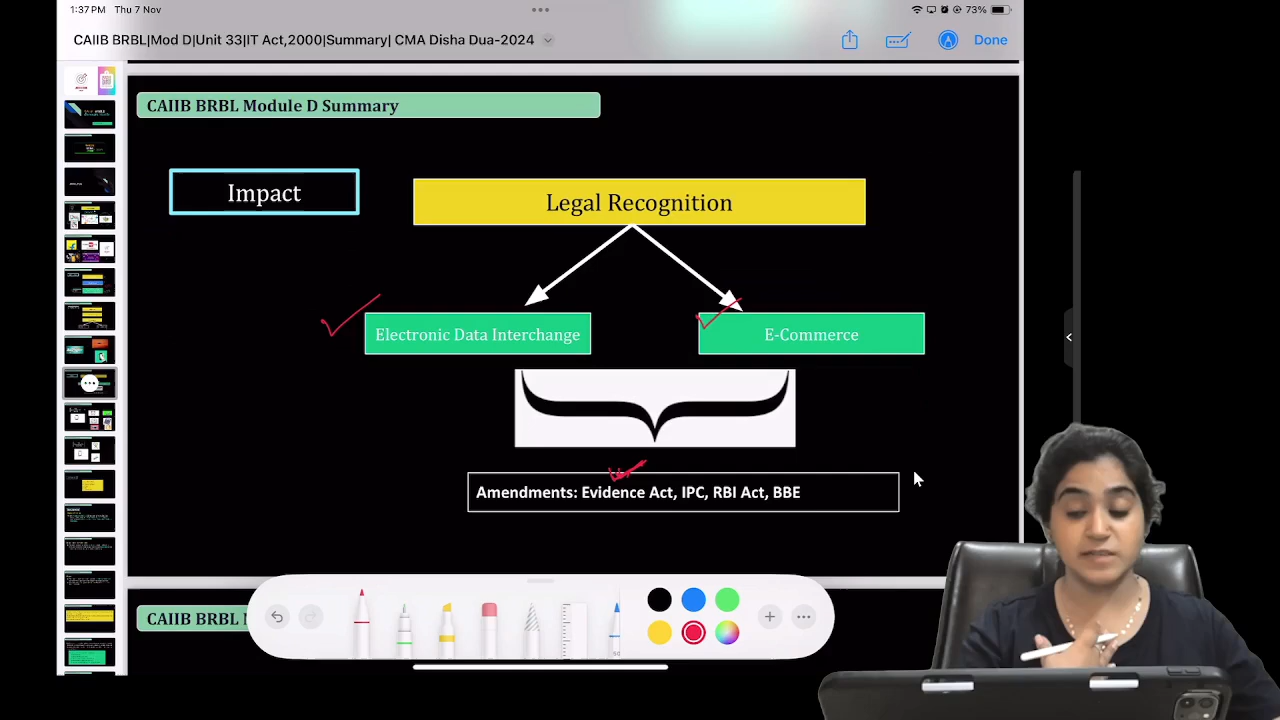 1:37 PM Thu 7 Nov
73%
CAIIB BRBL|Mod D|Unit 33|IT Act,2000|Summary| CMA Disha Dua-2024
Done
CAIIB BRBL Module D Summary
Impact
Legal Recognition
Electronic Data Interchange
E-Commerce
Amendments: Evidence Act, IPC, RBI Act, BBE
CAIIB BRBL